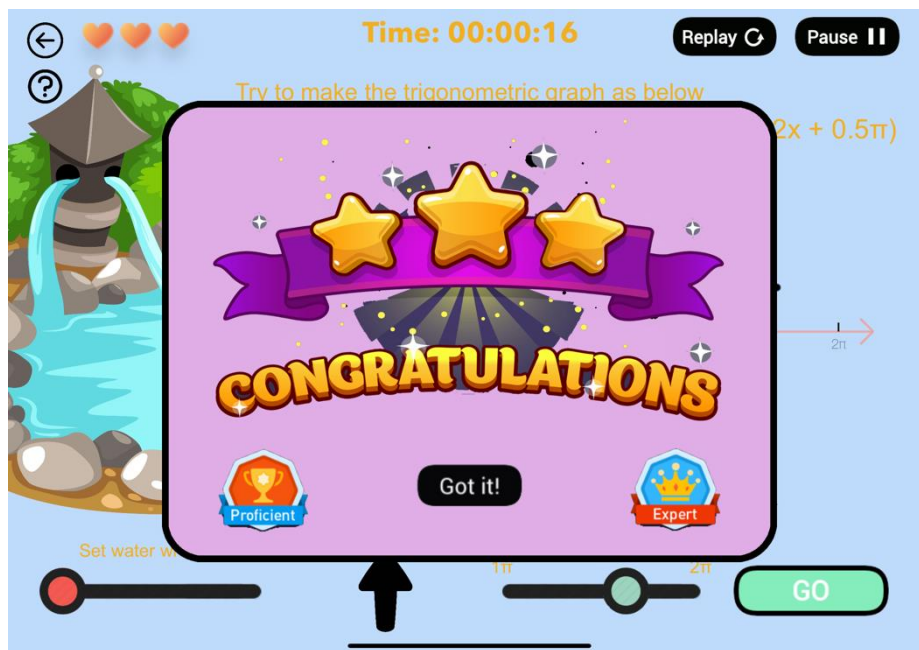 Time: 00:00:16
Replay
Pause
?
Try to make the trigonometric graph as below
2x + 0.5π)
CONGRATULATIONS
2π
Proficient
Got it!
Expert
Set water
1π
2π
GO